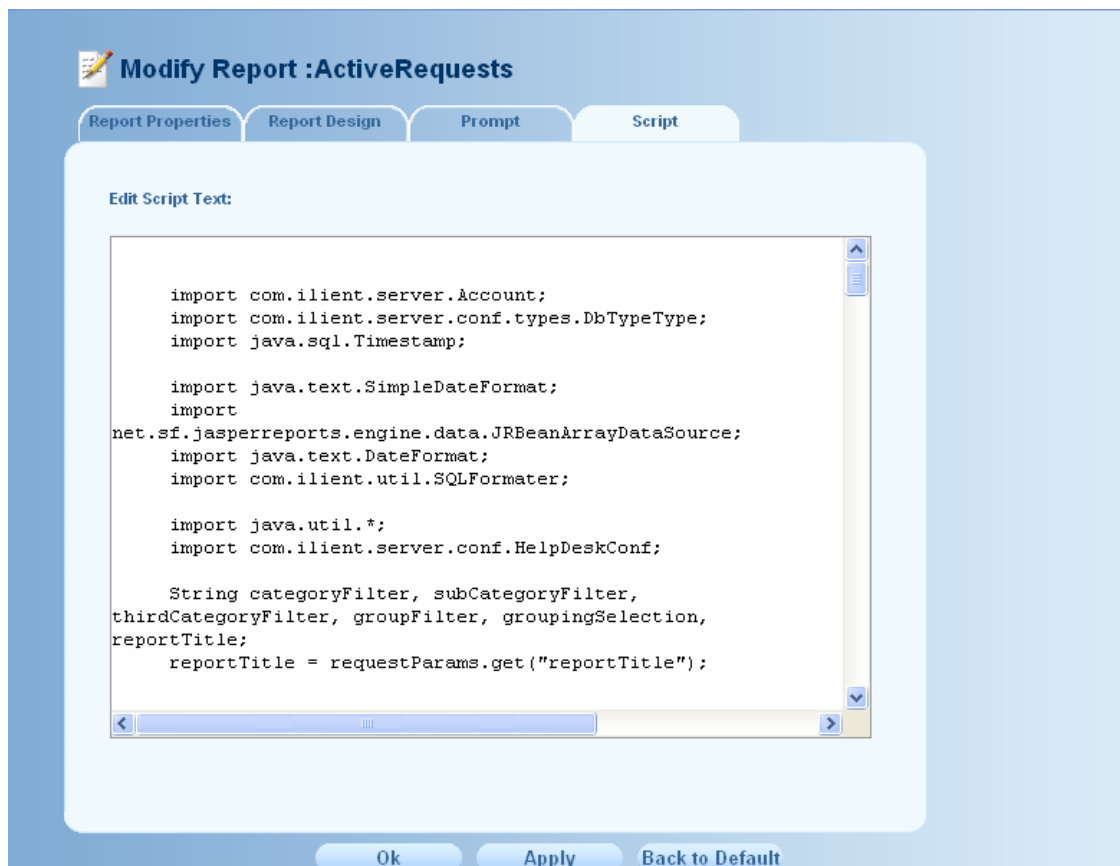 Modify Report :ActiveRequests
Report Properties Report Design Prompt Script
Edit Script Text:
import com.ilient.server.Account;
import com.ilient.server.conf.types.DbTypeType;
import java.sql.Timestamp;
import java.text.SimpleDateFormat;
import
net.sf.jasperreports.engine.data.JRBeanArrayDataSource;
import java.text.DateFormat;
import com.ilient.util.SQLFormater;
import java.util.*;
import com.ilient.server.conf.HelpDeskConf;
String categoryFilter, subCategoryFilter,
thirdCategoryFilter, groupFilter, groupingSelection,
reportTitle;
reportTitle = requestParams.get("reportTitle");
Ok Apply Back to Default